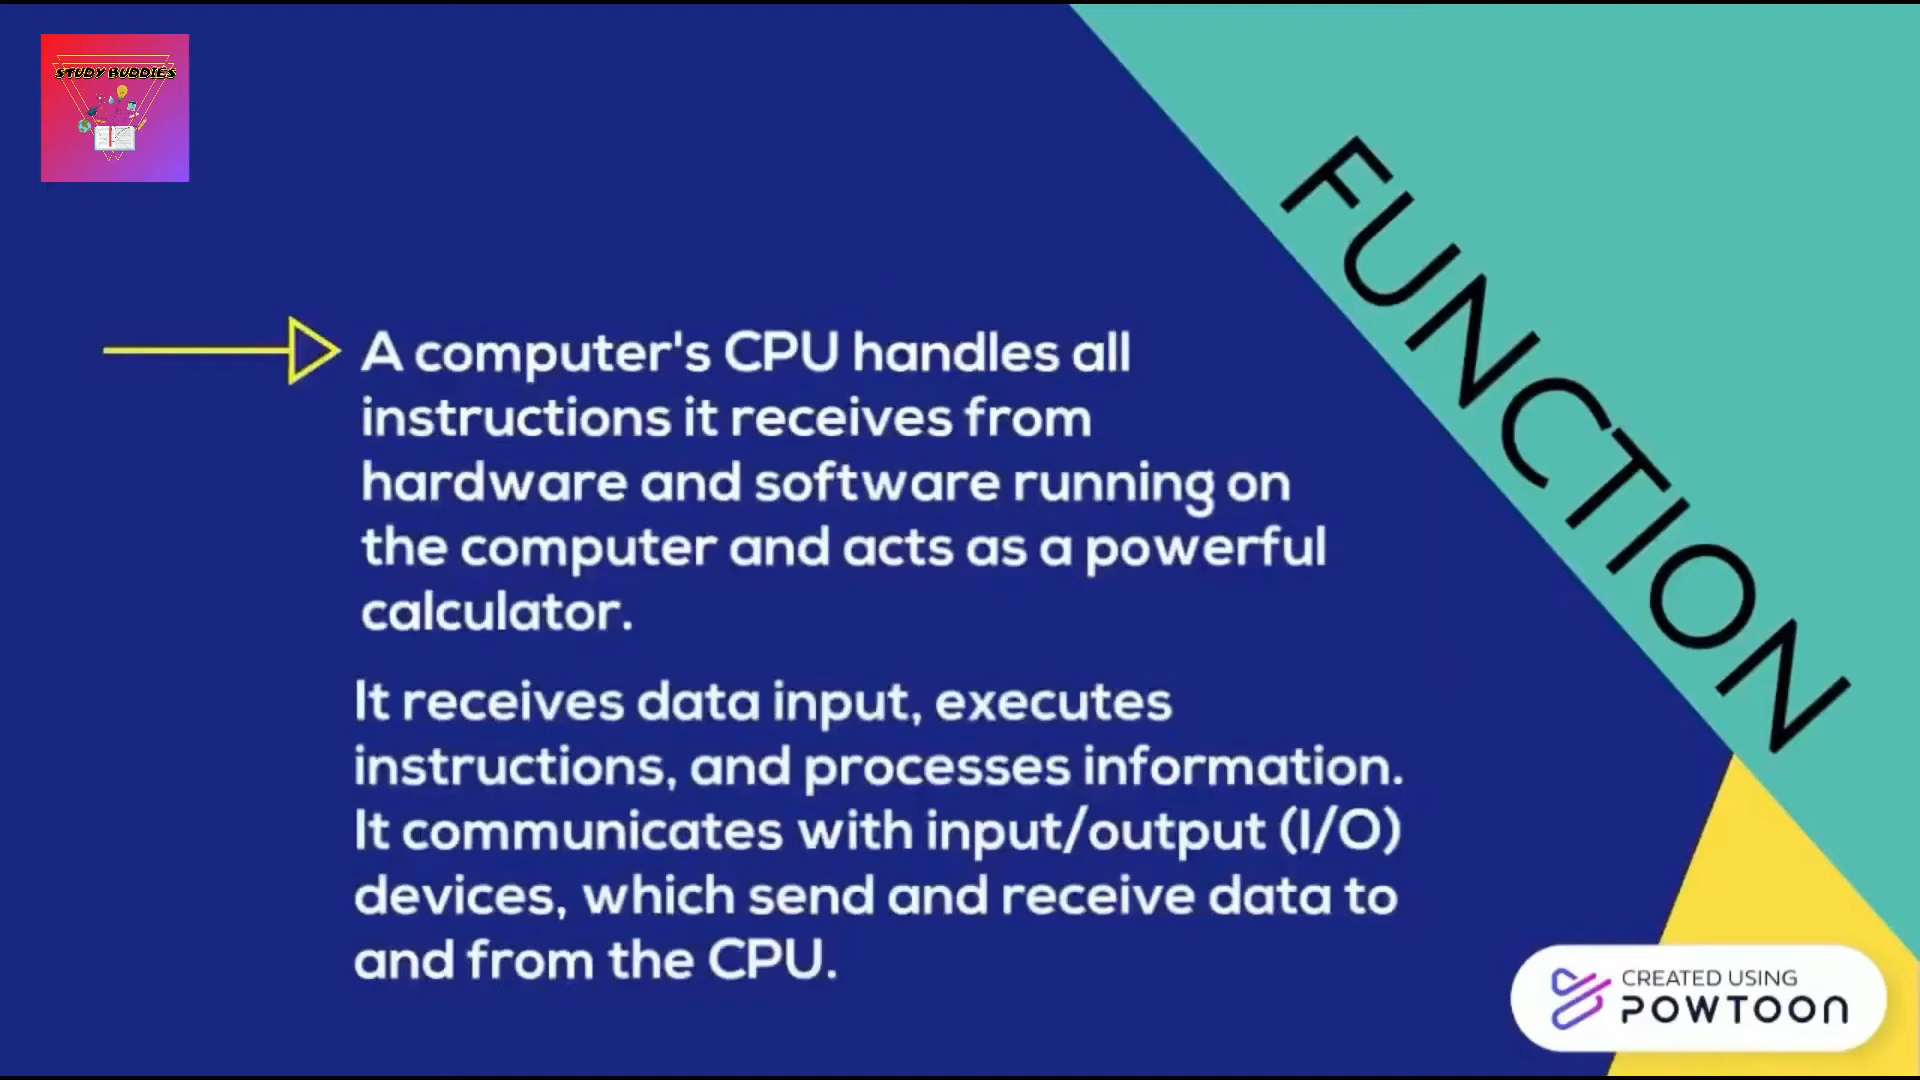 STUDY BUDDIES
FUNCTION
A computer's CPU handles all
instructions it receives from
hardware and software running on
the computer and acts as a powerful
calculator.
It receives data input, executes
instructions, and processes information.
It communicates with input/output (I/O)
devices, which send and receive data to
and from the CPU.
CREATED USING
POWTOON